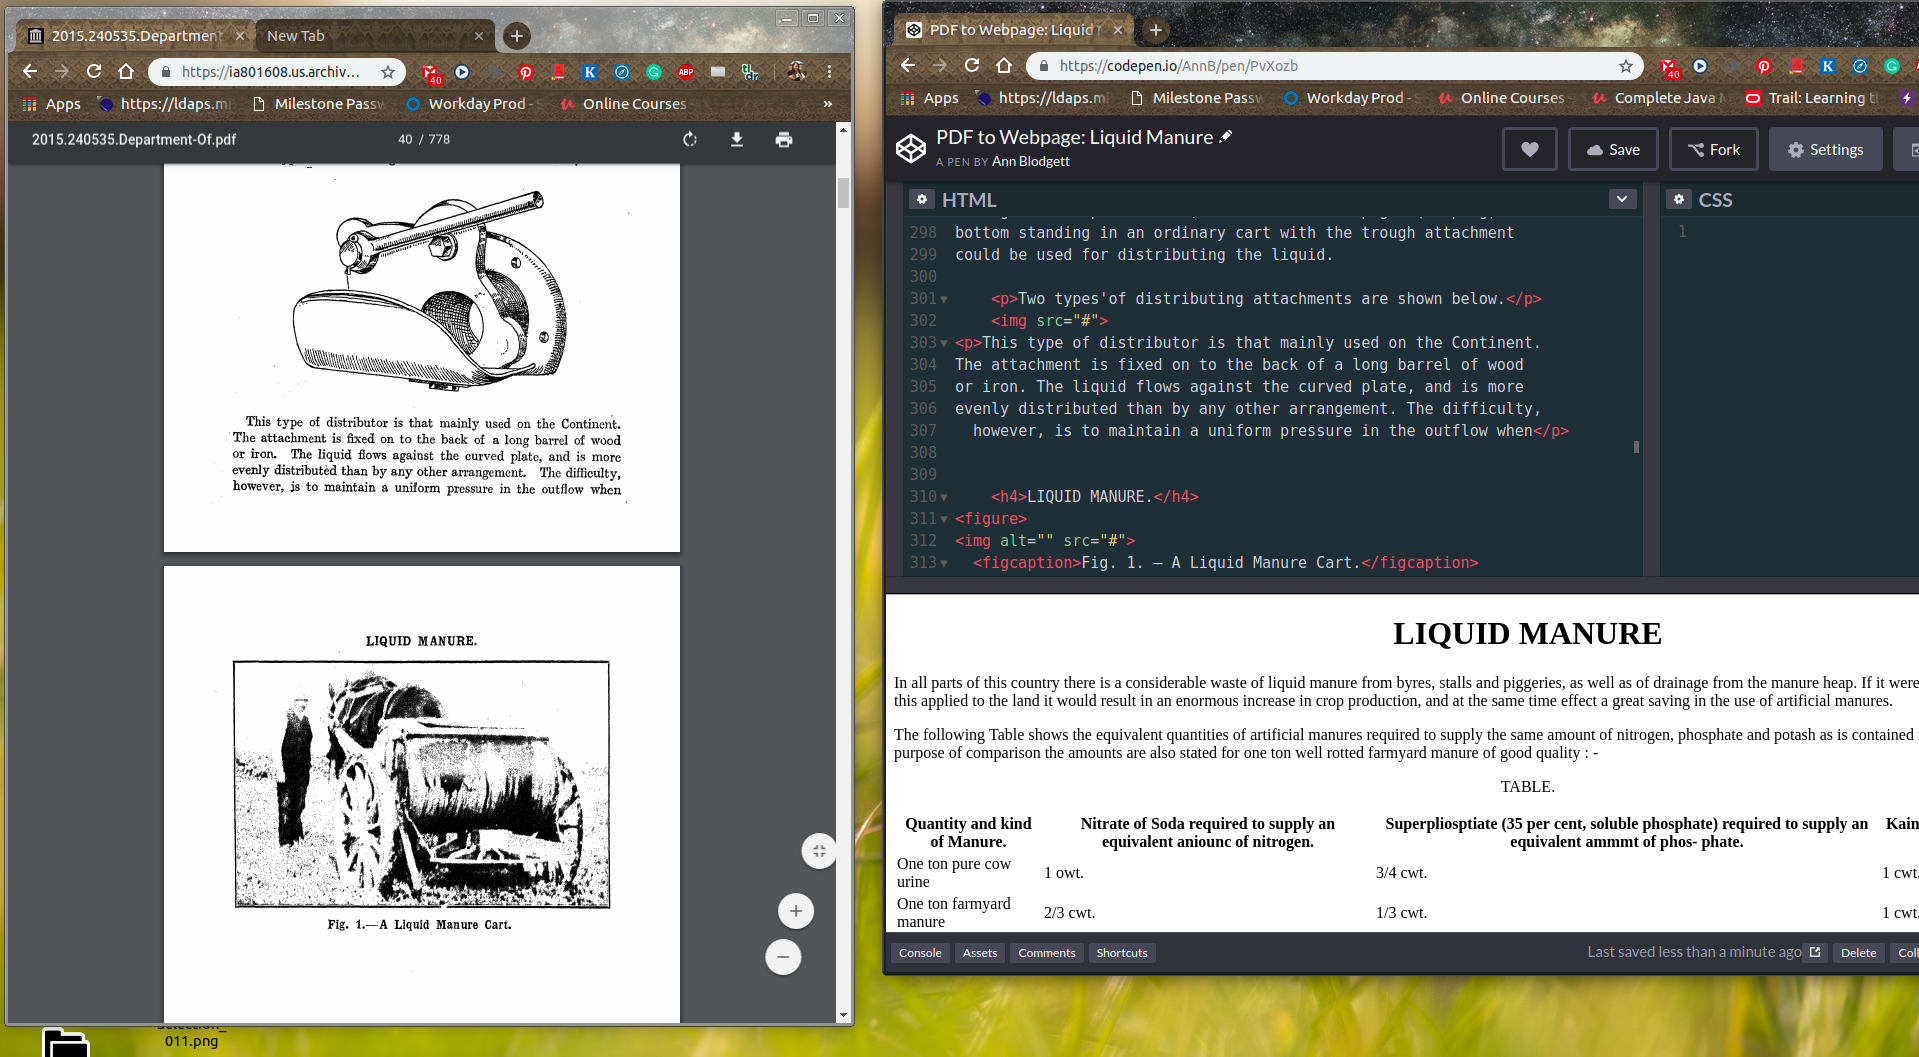 2015.240535.Department
New Tab
https://ia801608.us.archiv...
40
ABP
Apps
https://ldaps.mi
Milestone Passw
Workday Prod - S
Online Courses
»
2015.240535.Department-Of.pdf
40 / 778
This type of distributor is that mainly used on the Continent.
The attachment is fixed on to the back of a long barrel of wood
or iron. The liquid flows against the curved plate, and is more
evenly distributed than by any other arrangement. The difficulty,
however, is to maintain a uniform pressure in the outflow when
LIQUID MANURE.
Fig. 1.—A Liquid Manure Cart.
011.png
PDF to Webpage: Liquid M
https://codepen.io/AnnB/pen/PvXozb
40
Apps
https://ldaps.mi
Milestone Passw
Workday Prod -
Online Courses
Complete Java M
Trail: Learning t
PDF to Webpage: Liquid Manure
A PEN BY Ann Blodgett
Save
Fork
Settings
HTML
CSS
1
298 bottom standing in an ordinary cart with the trough attachment
299 could be used for distributing the liquid.
300
301 <p>Two types'of distributing attachments are shown below.</p>
302 <img src="#">
303 <p>This type of distributor is that mainly used on the Continent.
304 The attachment is fixed on to the back of a long barrel of wood
305 or iron. The liquid flows against the curved plate, and is more
306 evenly distributed than by any other arrangement. The difficulty,
307 however, is to maintain a uniform pressure in the outflow when</p>
308
309
310 <h4>LIQUID MANURE.</h4>
311 <figure>
312 <img alt="" src="#">
313 <figcaption>Fig. 1. — A Liquid Manure Cart.</figcaption>
LIQUID MANURE
In all parts of this country there is a considerable waste of liquid manure from byres, stalls and piggeries, as well as of drainage from the manure heap. If it were
this applied to the land it would result in an enormous increase in crop production, and at the same time effect a great saving in the use of artificial manures.
The following Table shows the equivalent quantities of artificial manures required to supply the same amount of nitrogen, phosphate and potash as is contained
purpose of comparison the amounts are also stated for one ton well rotted farmyard manure of good quality : -
TABLE.
Quantity and kind
of Manure.
Nitrate of Soda required to supply an
equivalent aniounc of nitrogen.
Superpliosptiate (35 per cent, soluble phosphate) required to supply an
equivalent ammmt of phos- phate.
Kain
One ton pure cow
urine
1 owt.
3/4 cwt.
1 cwt.
One ton farmyard
manure
2/3 cwt.
1/3 cwt.
1 cwt.
Console
Assets
Comments
Shortcuts
Last saved less than a minute ago
Delete
Coll